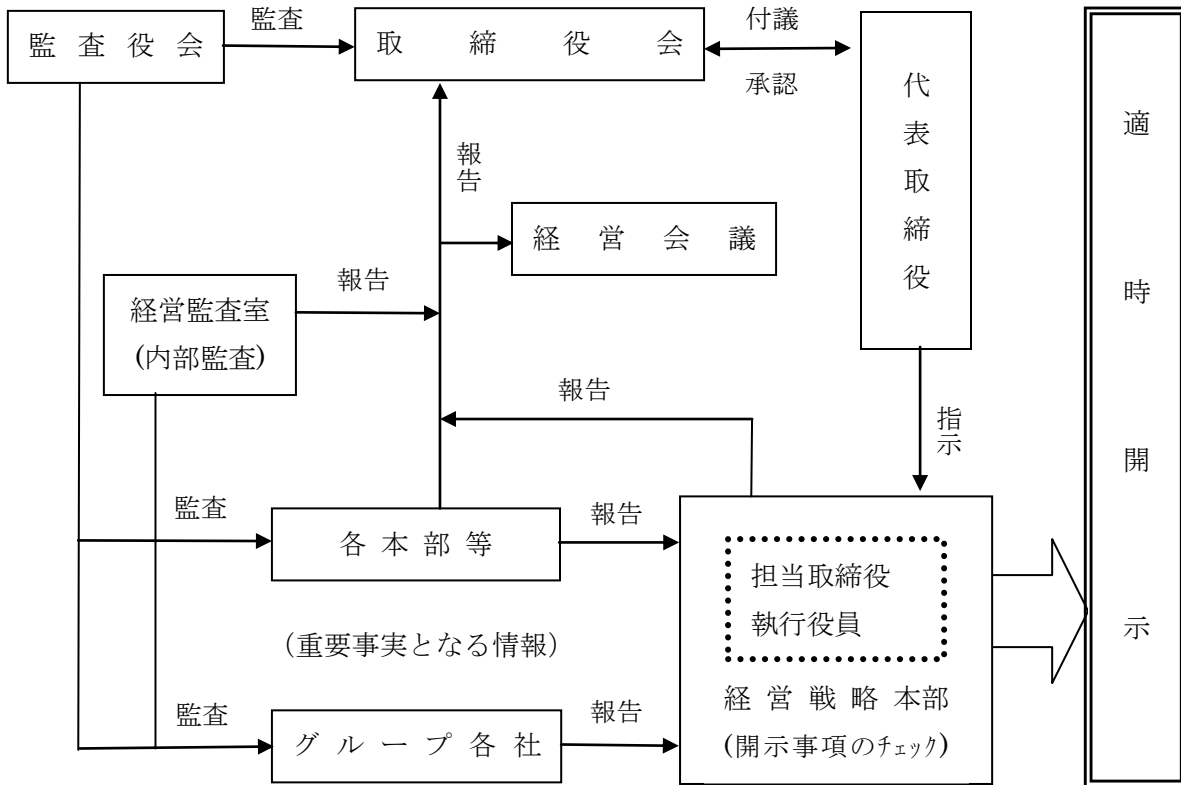 監査役会
監査
取締役会
付議
承認
代表取締役
適時開示
報告
経営会議
経営監査室
(内部監査)
報告
報告
指示
監査
各本部等
報告
担当取締役
執行役員
(重要事実となる情報)
経営戦略本部
(開示事項のチェック)
監査
グループ各社
報告